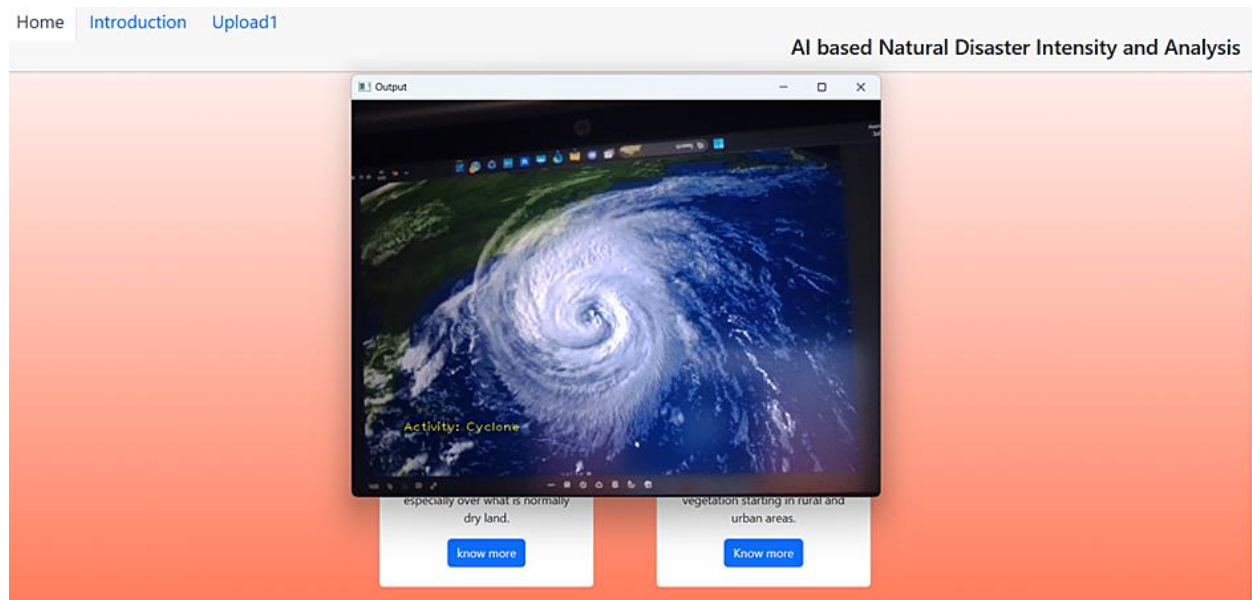 Home Introduction Upload1
AI based Natural Disaster Intensity and Analysis
Output
Activity: Cyclone
especially over what is normally
dry land.
know more
vegetation starting in rural and
urban areas.
Know more